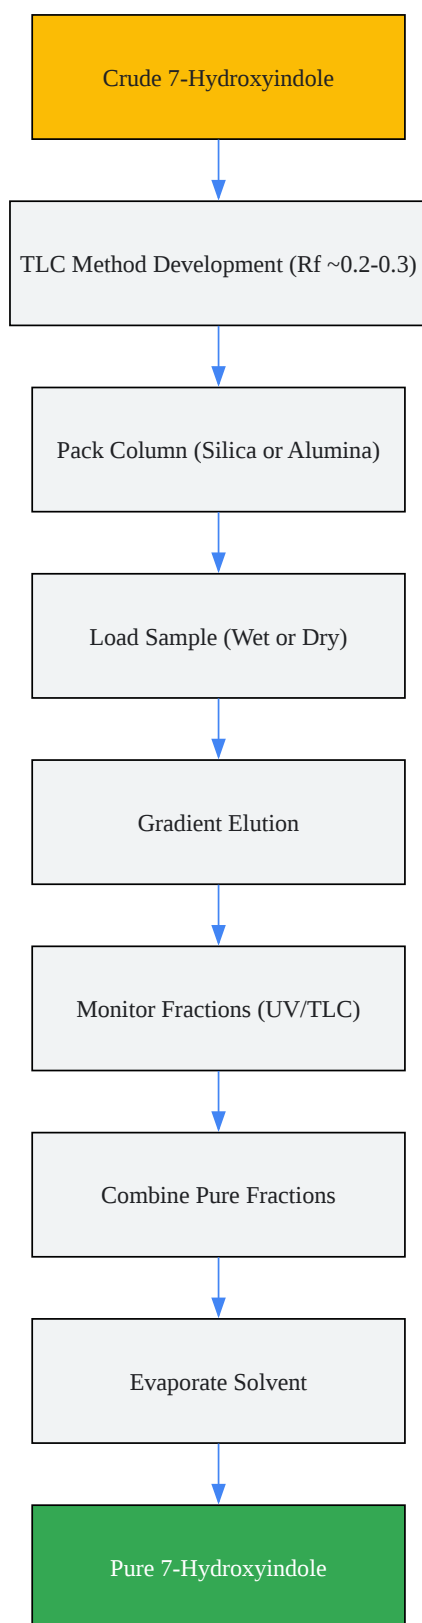 Crude 7-Hydroxyindole
TLC Method Development (Rf ~0.2-0.3)
Pack Column (Silica or Alumina)
Load Sample (Wet or Dry)
Gradient Elution
Monitor Fractions (UV/TLC)
Combine Pure Fractions
Evaporate Solvent
Pure 7-Hydroxyindole